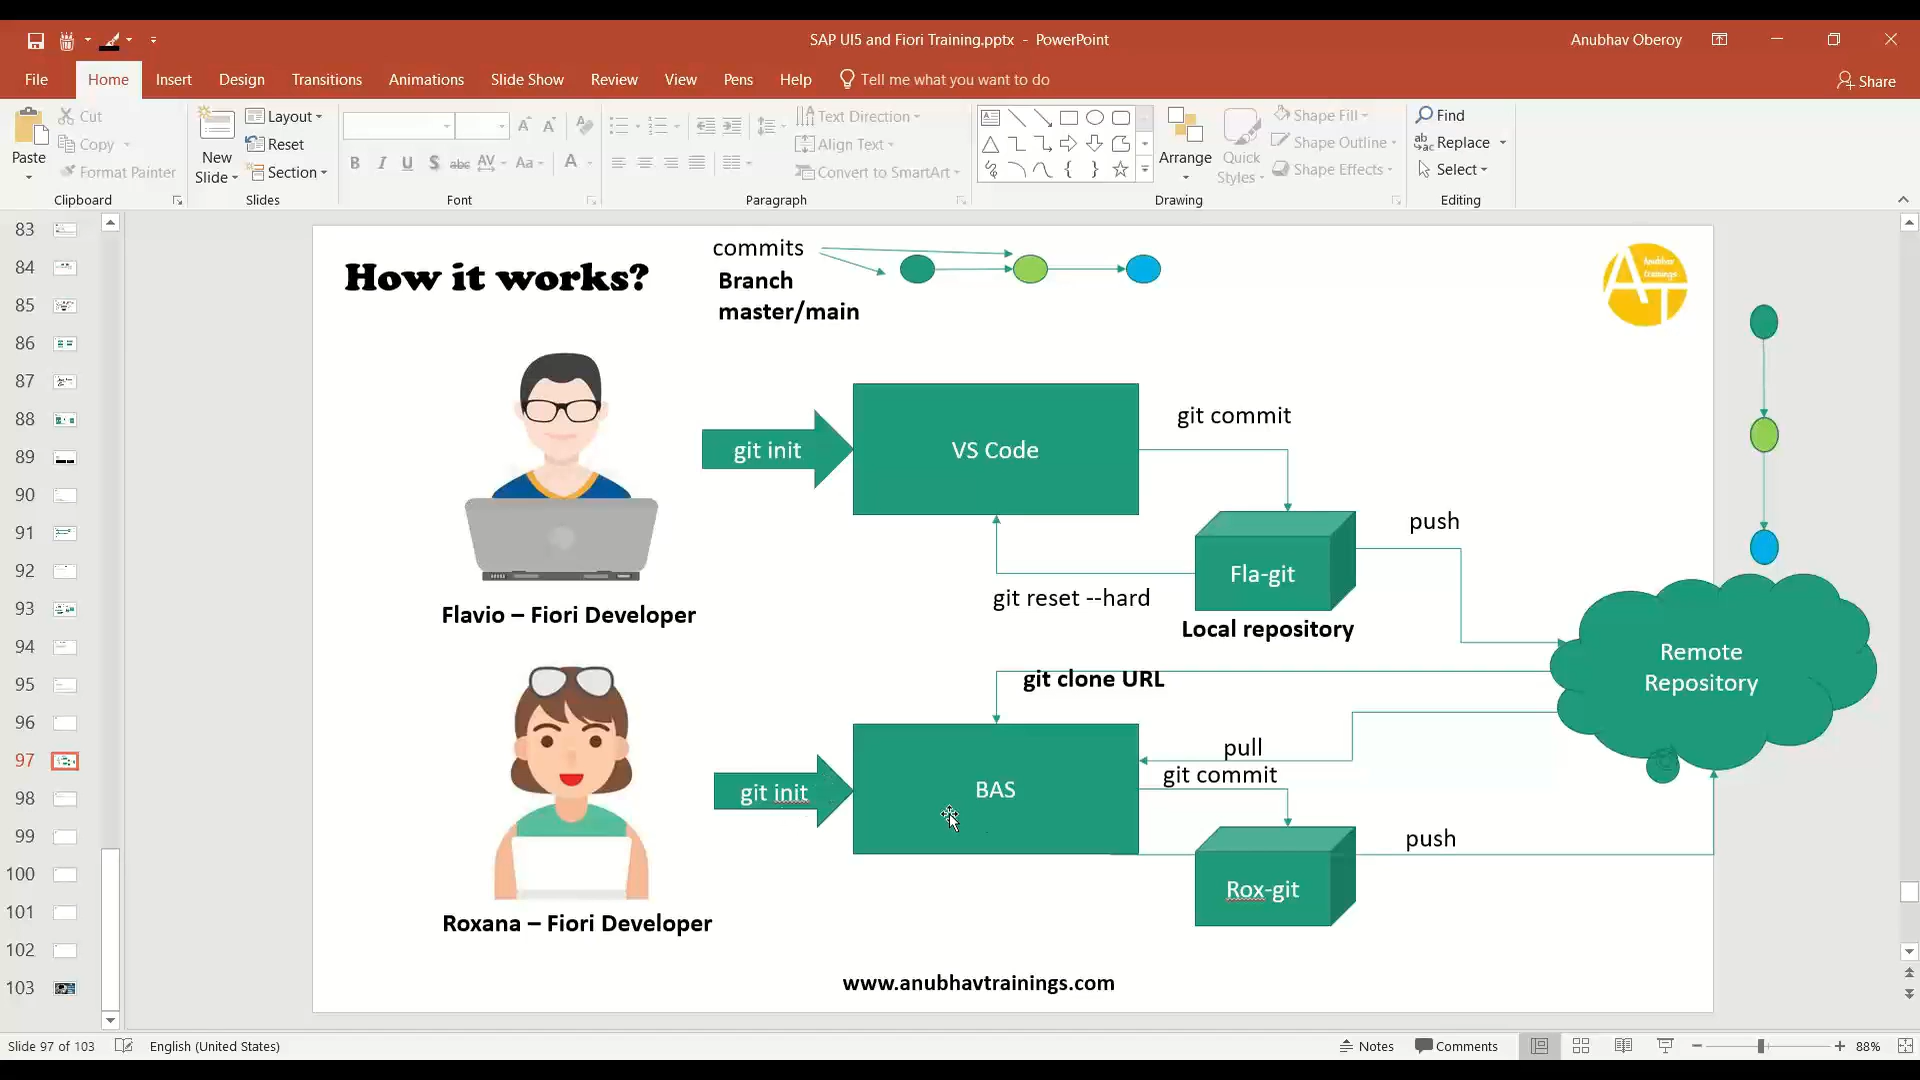 SAP UI5 and Fiori Training.pptx - PowerPoint
Anubhav Oberoy
File
Home
Insert
Design
Transitions
Animations
Slide Show
Review
View
Pens
Help
Tell me what you want to do
Share
Paste
Cut
Copy
Format Painter
Clipboard
New
Slide
Layout
Reset
Section
Slides
B I U S abc AV Aa A
Font
Text Direction
Align Text
Convert to SmartArt
Paragraph
Arrange
Quick
Styles
Shape Fill
Shape Outline
Shape Effects
Drawing
Find
Replace
Select
Editing
83
84
85
86
87
88
89
90
91
92
93
94
95
96
97
98
99
100
101
102
103
How it works?
commits
Branch
master/main
Anubhav
trainings
AT
git init
VS Code
git commit
Fla-git
push
git reset --hard
Local repository
Flavio – Fiori Developer
Remote
Repository
git clone URL
git init
BAS
pull
git commit
Rox-git
push
Roxana – Fiori Developer
www.anubhavtrainings.com
Slide 97 of 103
English (United States)
Notes
Comments
88%